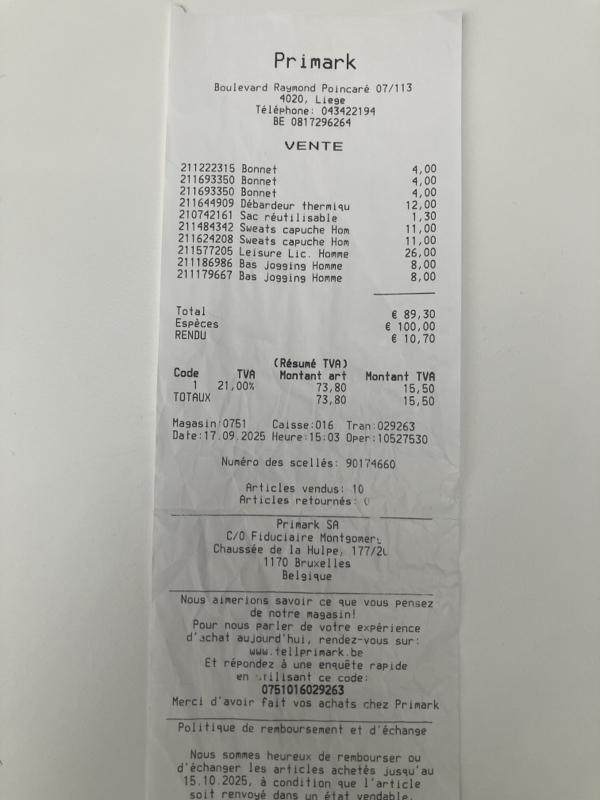 Primark
Boulevard Raymond Poincaré 07/113
4020, Liege
Téléphone: 043422194
BE 0817296264
VENTE
211222315 Bonnet 4,00
211693350 Bonnet 4,00
211693350 Bonnet 4,00
211644909 Débardeur thermiqu 12,00
210742161 Sac réutilisable 1,30
211484342 Sweats capuche Hom 11,00
211624208 Sweats capuche Hom 11,00
211577205 Leisure Lic. Homme 26,00
211186986 Bas jogging Homme 8,00
211179667 Bas jogging Homme 8,00
Total € 89,30
Espèces € 100,00
RENDU € 10,70
(Résumé TVA)
Code TVA Montant art Montant TVA
1 21,00% 73,80 15,50
TOTAUX 73,80 15,50
Magasin:0751 Caisse:016 Tran:029263
Date:17.09.2025 Heure:15:03 Oper:10527530
Numéro des scellés: 90174660
Articles vendus: 10
Articles retournés: 0
Primark SA
C/O Fiduciaire Montgomery
Chaussée de la Hulpe,
1170 Bruxelles
Belgique
Nous aimerions savoir ce que vous pensez
de notre magasin!
Pour nous parler de votre expérience
d'achat aujourd'hui, rendez-vous sur:
www.tellprimark.be
Et répondez à une enquête rapide
en utilisant ce code:
0751016029263
Merci d'avoir fait vos achats chez Primark
Politique de remboursement et d'échange
Nous sommes heureux de rembourser ou
d'échanger les articles achetés jusqu'au
15.10.2025, à condition que l'article
soit renvoyé dans un état vendable,